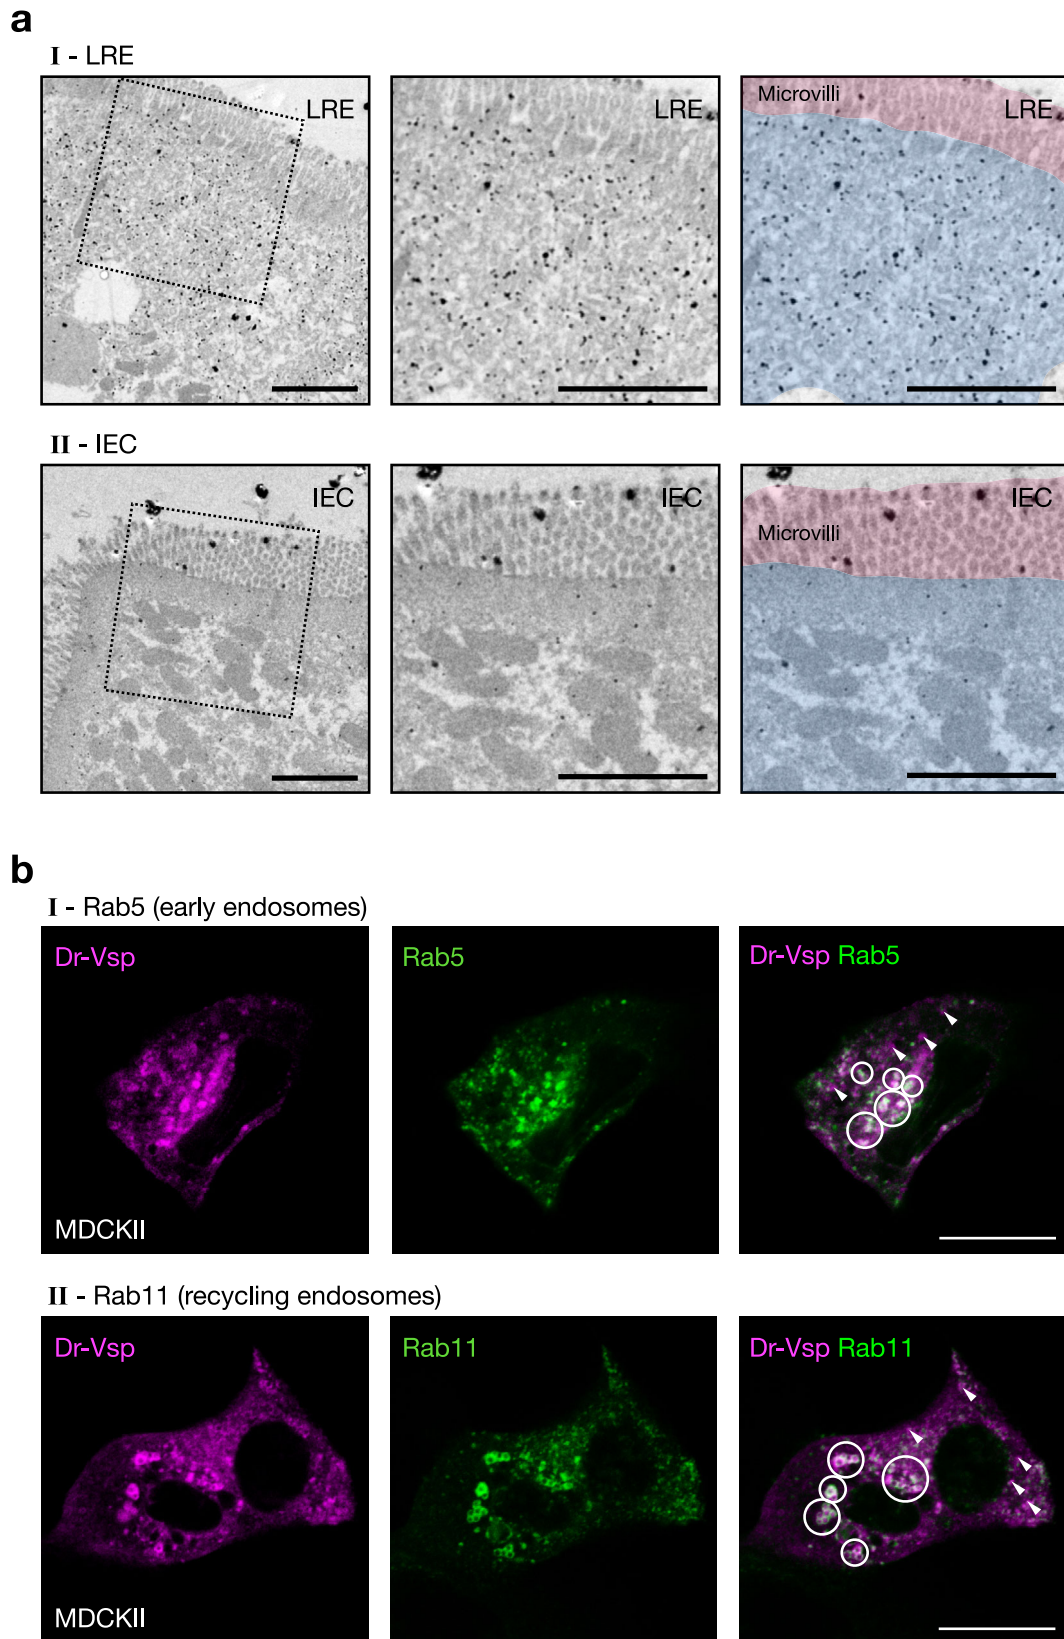 a
I - LRE
LRE
LRE
Microvilli
LRE
II - IEC
IEC
IEC
IEC
Microvilli
b
I - Rab5 (early endosomes)
Dr-Vsp
MDCKII
Rab5
Dr-Vsp Rab5
II - Rab11 (recycling endosomes)
Dr-Vsp
MDCKII
Rab11
Dr-Vsp Rab11